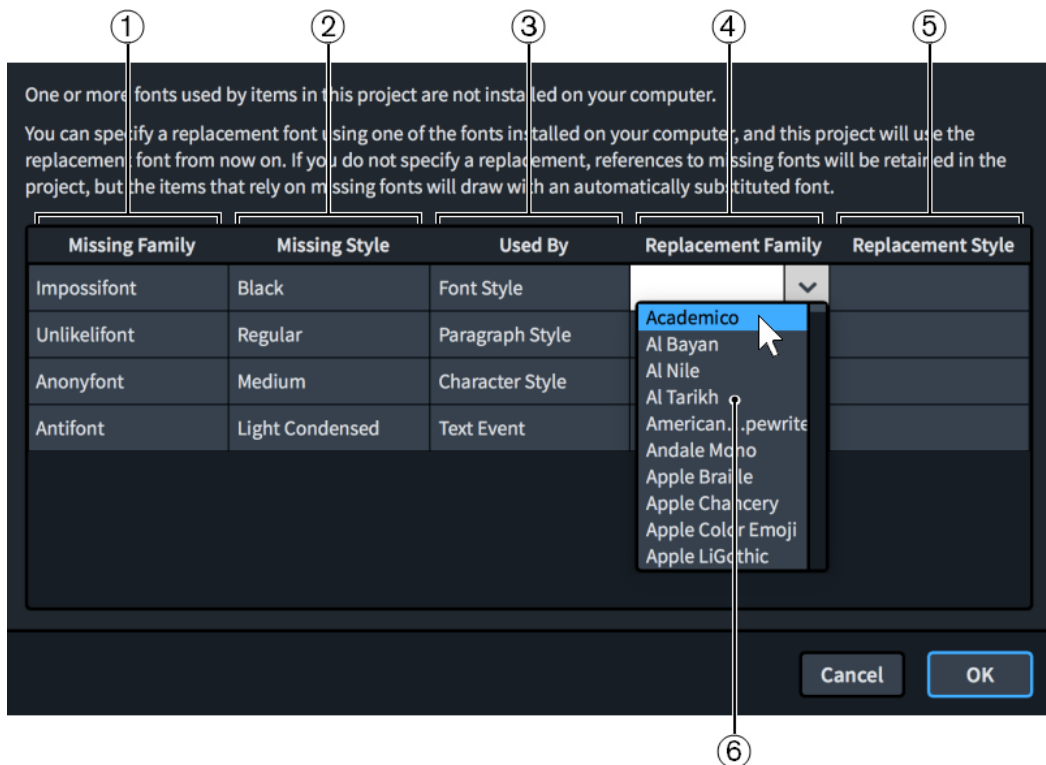 ① ② ③ ④ ⑤
One or more fonts used by items in this project are not installed on your computer.
You can specify a replacement font using one of the fonts installed on your computer, and this project will use the
replacement font from now on. If you do not specify a replacement, references to missing fonts will be retained in the
project, but the items that rely on missing fonts will draw with an automatically substituted font.
Missing Family Missing Style Used By Replacement Family Replacement Style
Impossifont Black Font Style
Unlikelifont Regular Paragraph Style
Anonyfont Medium Character Style
Antifont Light Condensed Text Event
Academico
Al Bayan
Al Nile
Al Tarikh
American...pewrite
Andale Mono
Apple Braille
Apple Chancery
Apple Color Emoji
Apple LiGothic
Cancel OK
⑥